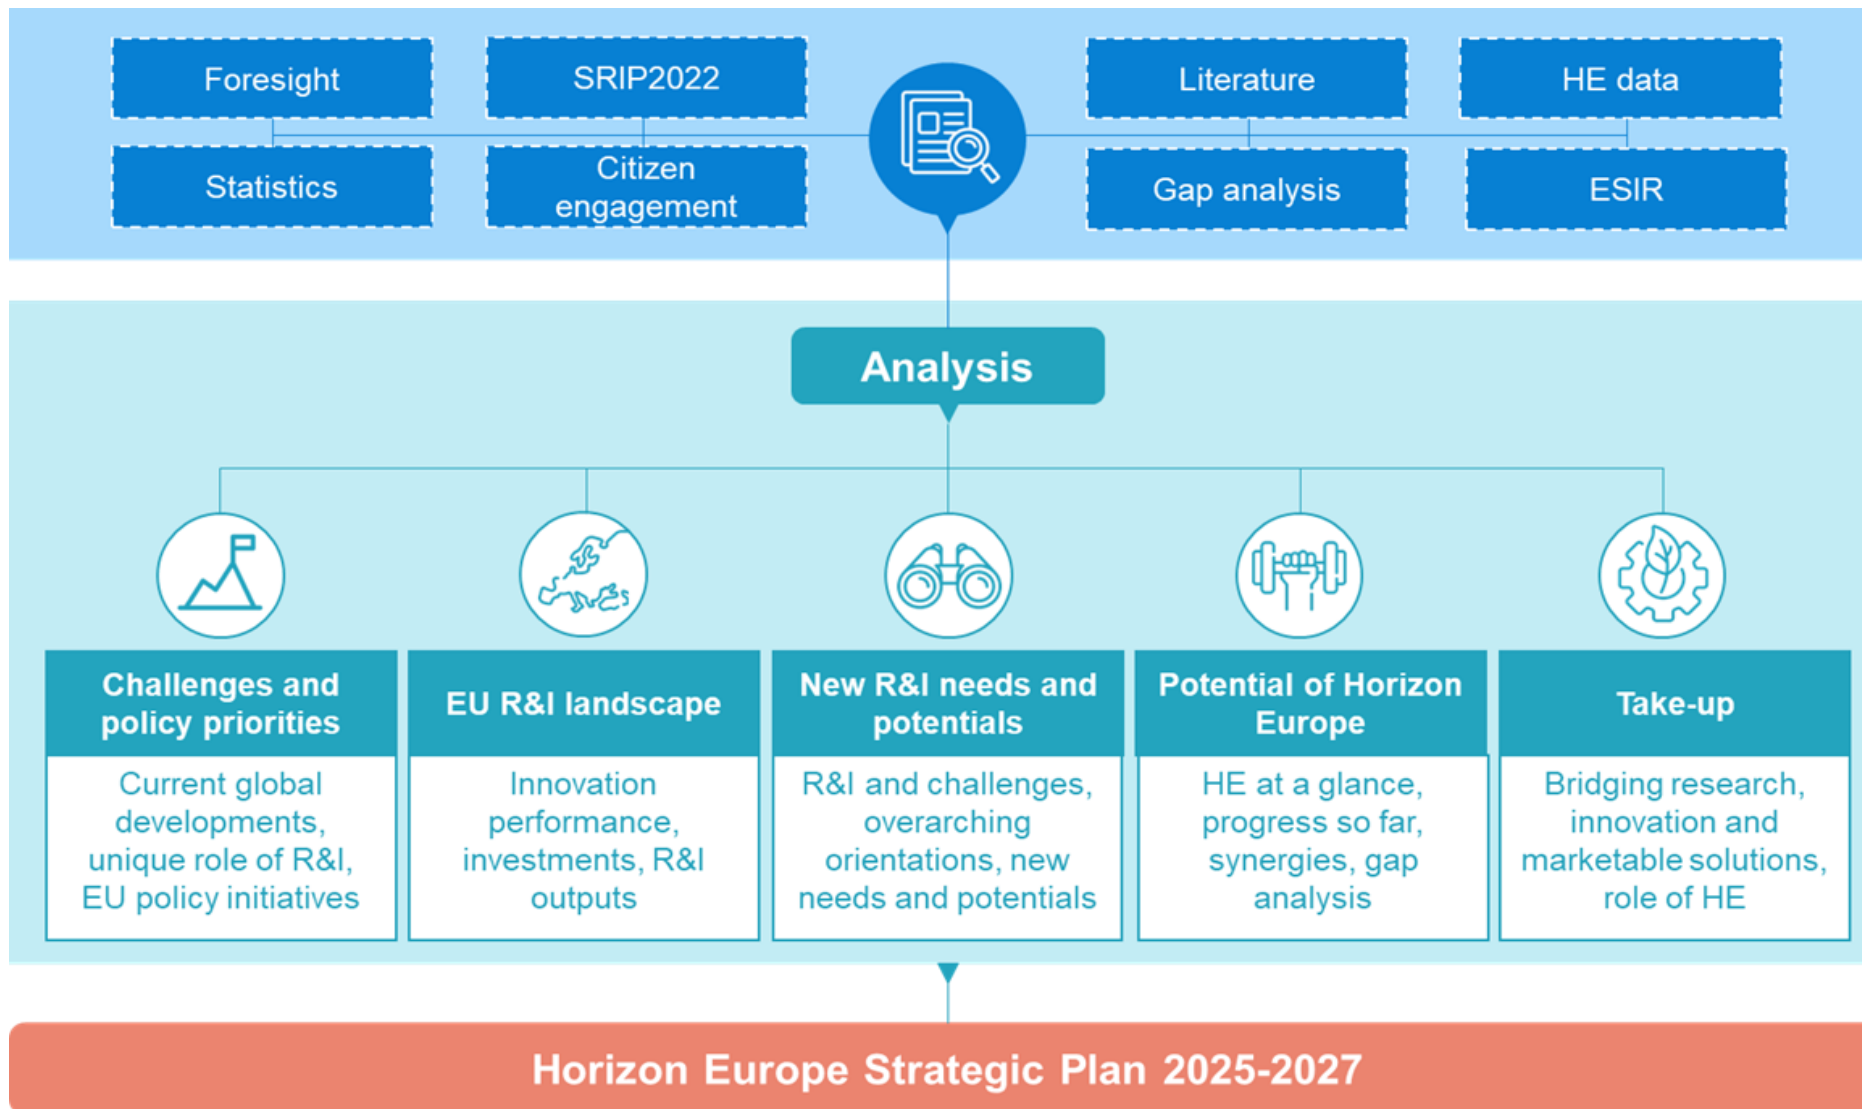 Foresight
SRIP2022
Literature
HE data
Statistics
Citizen
engagement
Gap analysis
ESIR
Analysis
Challenges and
policy priorities
Current global
developments,
unique role of R&I,
EU policy initiatives
EU R&I landscape
Innovation
performance,
investments, R&I
outputs
New R&I needs and
potentials
R&I and challenges,
overarching
orientations, new
needs and potentials
Potential of Horizon
Europe
HE at a glance,
progress so far,
synergies, gap
analysis
Take-up
Bridging research,
innovation and
marketable solutions,
role of HE
Horizon Europe Strategic Plan 2025-2027